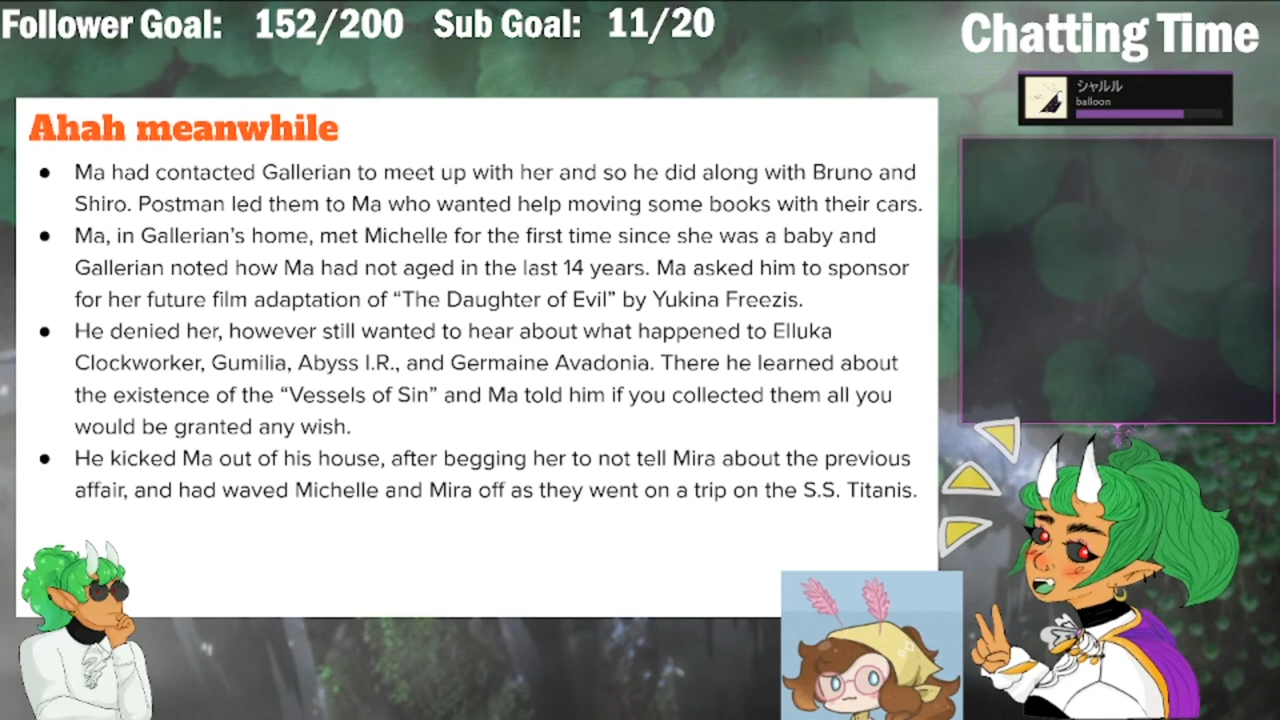 Follower Goal: 152/200 Sub Goal: 11/20
Chatting Time
シャルル
balloon
Ahah meanwhile
● Ma had contacted Gallerian to meet up with her and so he did along with Bruno and
Shiro. Postman led them to Ma who wanted help moving some books with their cars.
● Ma, in Gallerian's home, met Michelle for the first time since she was a baby and
Gallerian noted how Ma had not aged in the last 14 years. Ma asked him to sponsor
for her future film adaptation of “The Daughter of Evil” by Yukina Freezis.
● He denied her, however still wanted to hear about what happened to Elluka
Clockworker, Gumilia, Abyss I.R., and Germaine Avadonia. There he learned about
the existence of the “Vessels of Sin” and Ma told him if you collected them all you
would be granted any wish.
● He kicked Ma out of his house, after begging her to not tell Mira about the previous
affair, and had waved Michelle and Mira off as they went on a trip on the S.S. Titanis.